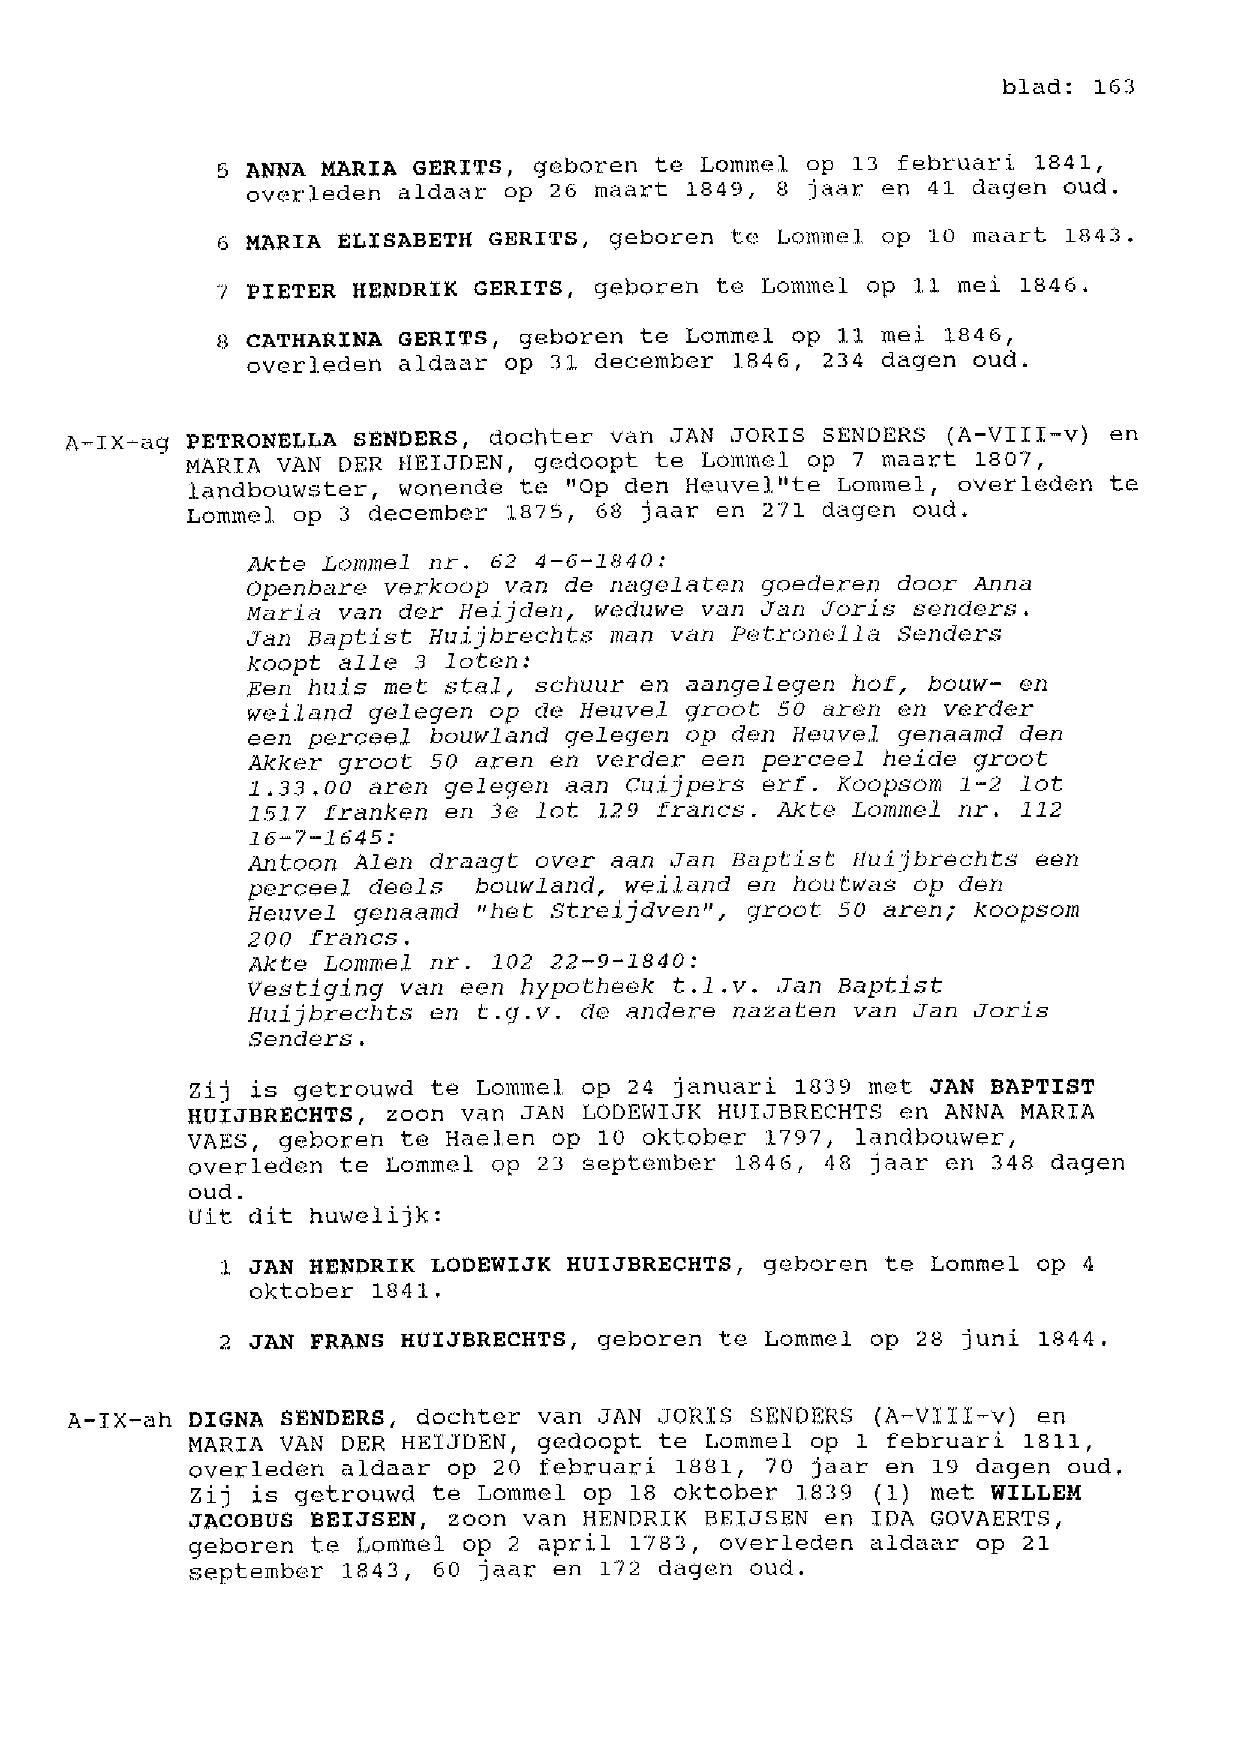 blad: 163
5 ANNA MARIA GERITS, geboren te Lommel op 13 februari 1841,
overleden aldaar op 26 maart 1849, 8 jaar en 41 dagen oud.
6 MARIA ELISABETH GERITS, geboren te Lommel op 10 maart 1843.
7 PIETER HENDRIK GERITS, geboren te Lommel op 11 mei 1846.
8 CATHARINA GERITS, geboren te Lommel op 11 mei 1846,
overleden aldaar op 31 december 1846, 234 dagen oud.
A-IX-ag PETRONELLA SENDERS, dochter van JAN JORIS SENDERS (A-VIII-v) en
MARIA VAN DER HEIJDEN, gedoopt te Lommel op 7 maart 1807,
landbouwster, wonende te "Op den Heuvel"te Lommel, overleden te
Lommel op 3 december 1875, 68 jaar en 271 dagen oud.
Akte Lommel nr. 62 4-6-1840:
Openbare verkoop van de nagelaten goederen door Anna
Maria van der Heijden, weduwe van Jan Joris senders.
Jan Baptist Huijbrechts man van Petronella Senders
koopt alle 3 loten:
Een huis met stal, schuur en aangelegen hof, bouw- en
weiland gelegen op de Heuvel groot 50 aren en verder
een perceel bouwland gelegen op den Heuvel genaamd den
Akker groot 50 aren en verder een perceel heide groot
1.33.00 aren gelegen aan Cuijpers erf. Koopsom 1-2 lot
1517 franken en 3e lot 129 francs. Akte Lommel nr. 112
16-7-1645:
Antoon Alen draagt over aan Jan Baptist Huijbrechts een
perceel deels  bouwland, weiland en houtwas op den
Heuvel genaamd "het Streijdven", groot 50 aren; koopsom
200 francs.
Akte Lommel nr. 102 22-9-1840:
Vestiging van een hypotheek t.l.v. Jan Baptist
Huijbrechts en t.g.v. de andere nazaten van Jan Joris
Senders.
Zij is getrouwd te Lommel op 24 januari 1839 met JAN BAPTIST
HUIJBRECHTS, zoon van JAN LODEWIJK HUIJBRECHTS en ANNA MARIA
VAES, geboren te Haelen op 10 oktober 1797, landbouwer,
overleden te Lommel op 23 september 1846, 48 jaar en 348 dagen
oud.
Uit dit huwelijk:
1 JAN HENDRIK LODEWIJK HUIJBRECHTS, geboren te Lommel op 4
oktober 1841.
2 JAN FRANS HUIJBRECHTS, geboren te Lommel op 28 juni 1844.
A-IX-ah DIGNA SENDERS, dochter van JAN JORIS SENDERS (A-VIII-v) en
MARIA VAN DER HEIJDEN, gedoopt te Lommel op 1 februari 1811,
overleden aldaar op 20 februari 1881, 70 jaar en 19 dagen oud.
Zij is getrouwd te Lommel op 18 oktober 1839 (1) met WILLEM
JACOBUS BEIJSEN, zoon van HENDRIK BEIJSEN en IDA GOVAERTS,
geboren te Lommel op 2 april 1783, overleden aldaar op 21
september 1843, 60 jaar en 172 dagen oud.